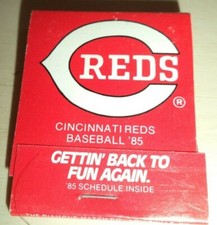 REDS
®
CINCINNATI REDS
BASEBALL '85
GETTIN' BACK TO
FUN AGAIN.
'85 SCHEDULE INSIDE